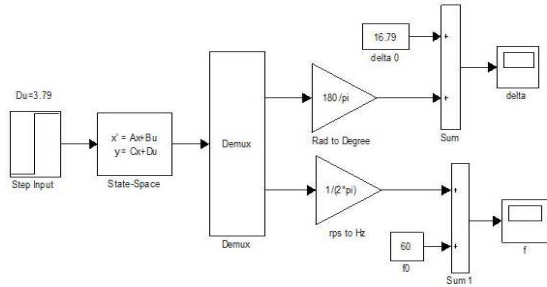 Du=3.79
Step Input
x' = Ax+Bu
y = Cx+Du
State-Space
Demux
Demux
180 /pi
Rad to Degree
16.79
delta 0
+
+
Sum
delta
1/(2*pi)
rps to Hz
60
f0
+
+
Sum 1
f